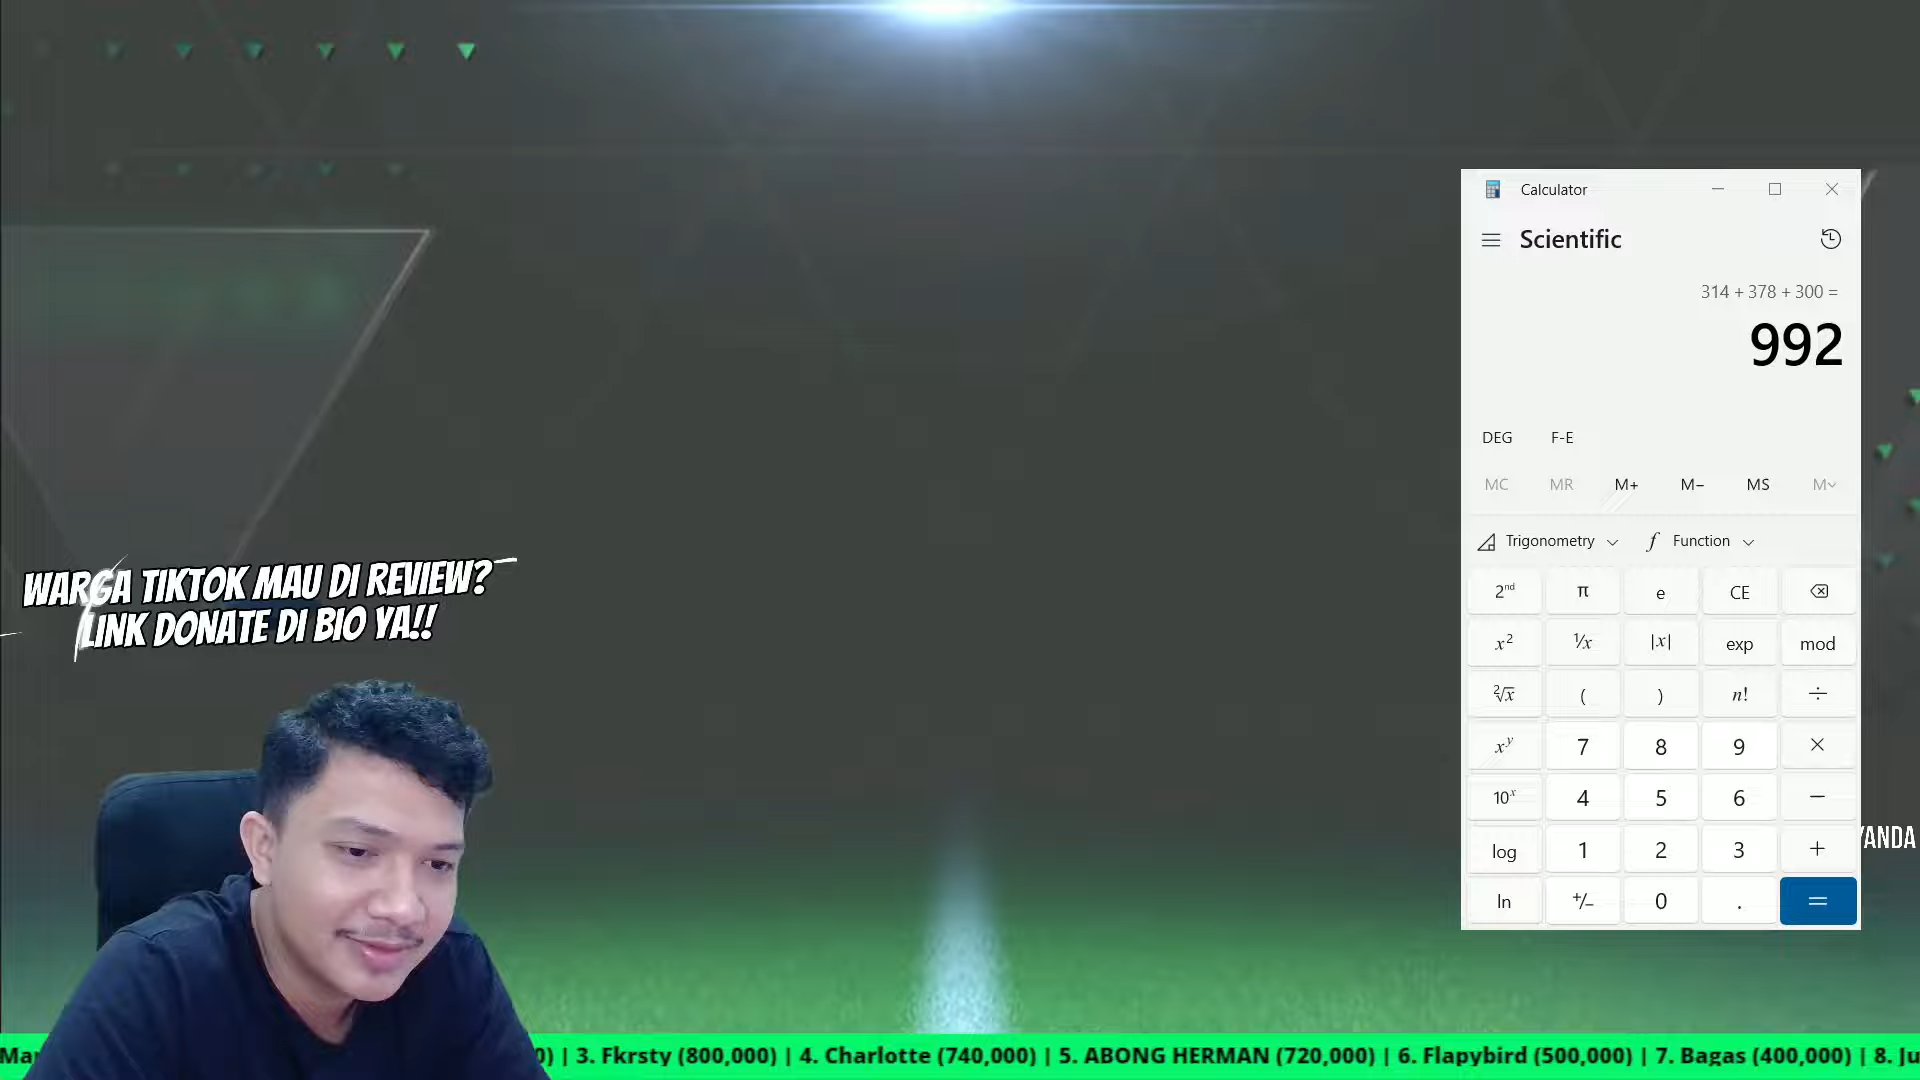 Calculator
Scientific
314 + 378 + 300 =
992
DEG F-E
MC MR M+ M− MS M
Trigonometry f Function
2nd π e CE
x² ¹/x |x| exp mod
²√x ( ) n! ÷
xʸ 7 8 9 ×
10ˣ 4 5 6 −
log 1 2 3 +
ln +/− 0 . =
WARGA TIKTOK MAU DI REVIEW?
LINK DONATE DI BIO YA!!
YANDA
Mar 0) | 3. Fkrsty (800,000) | 4. Charlotte (740,000) | 5. ABONG HERMAN (720,000) | 6. Flapybird (500,000) | 7. Bagas (400,000) | 8. Ju